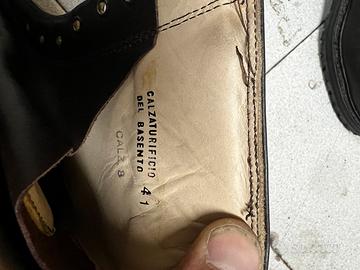 CALZATURIFICIO
DEL BASENTO 41
CALZ 8